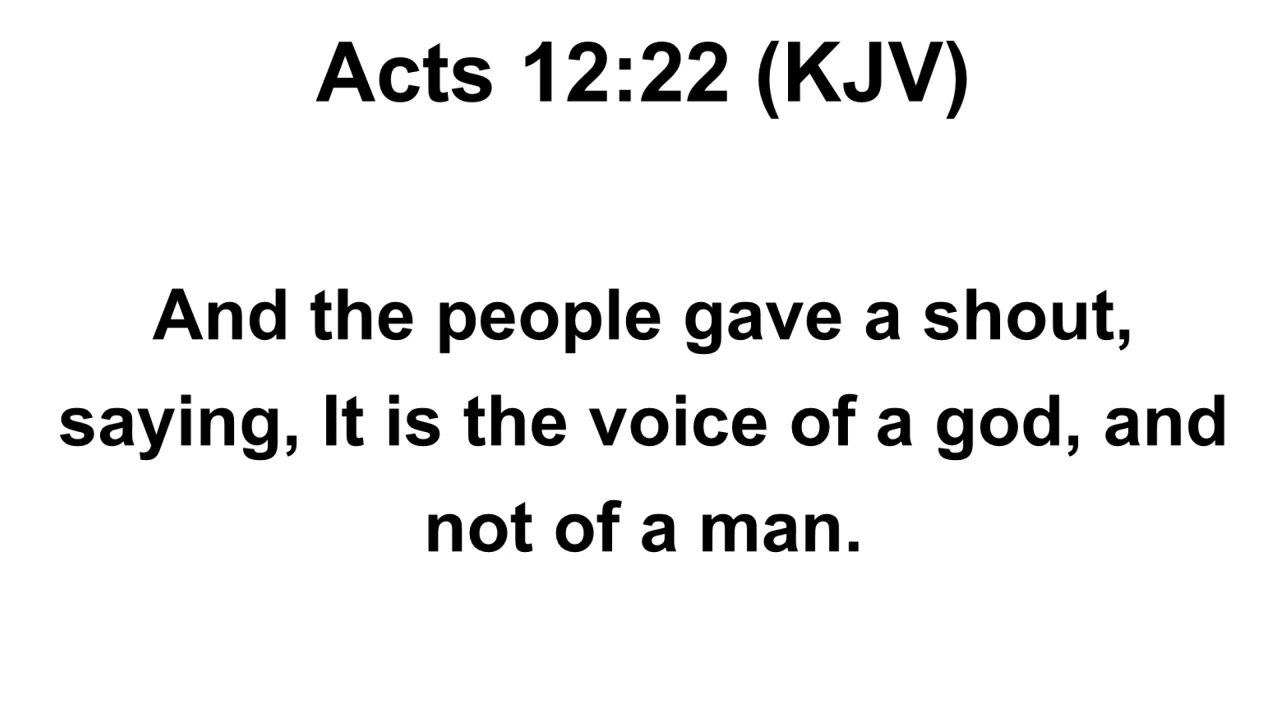 Acts 12:22 (KJV)
And the people gave a shout,
saying, It is the voice of a god, and
not of a man.